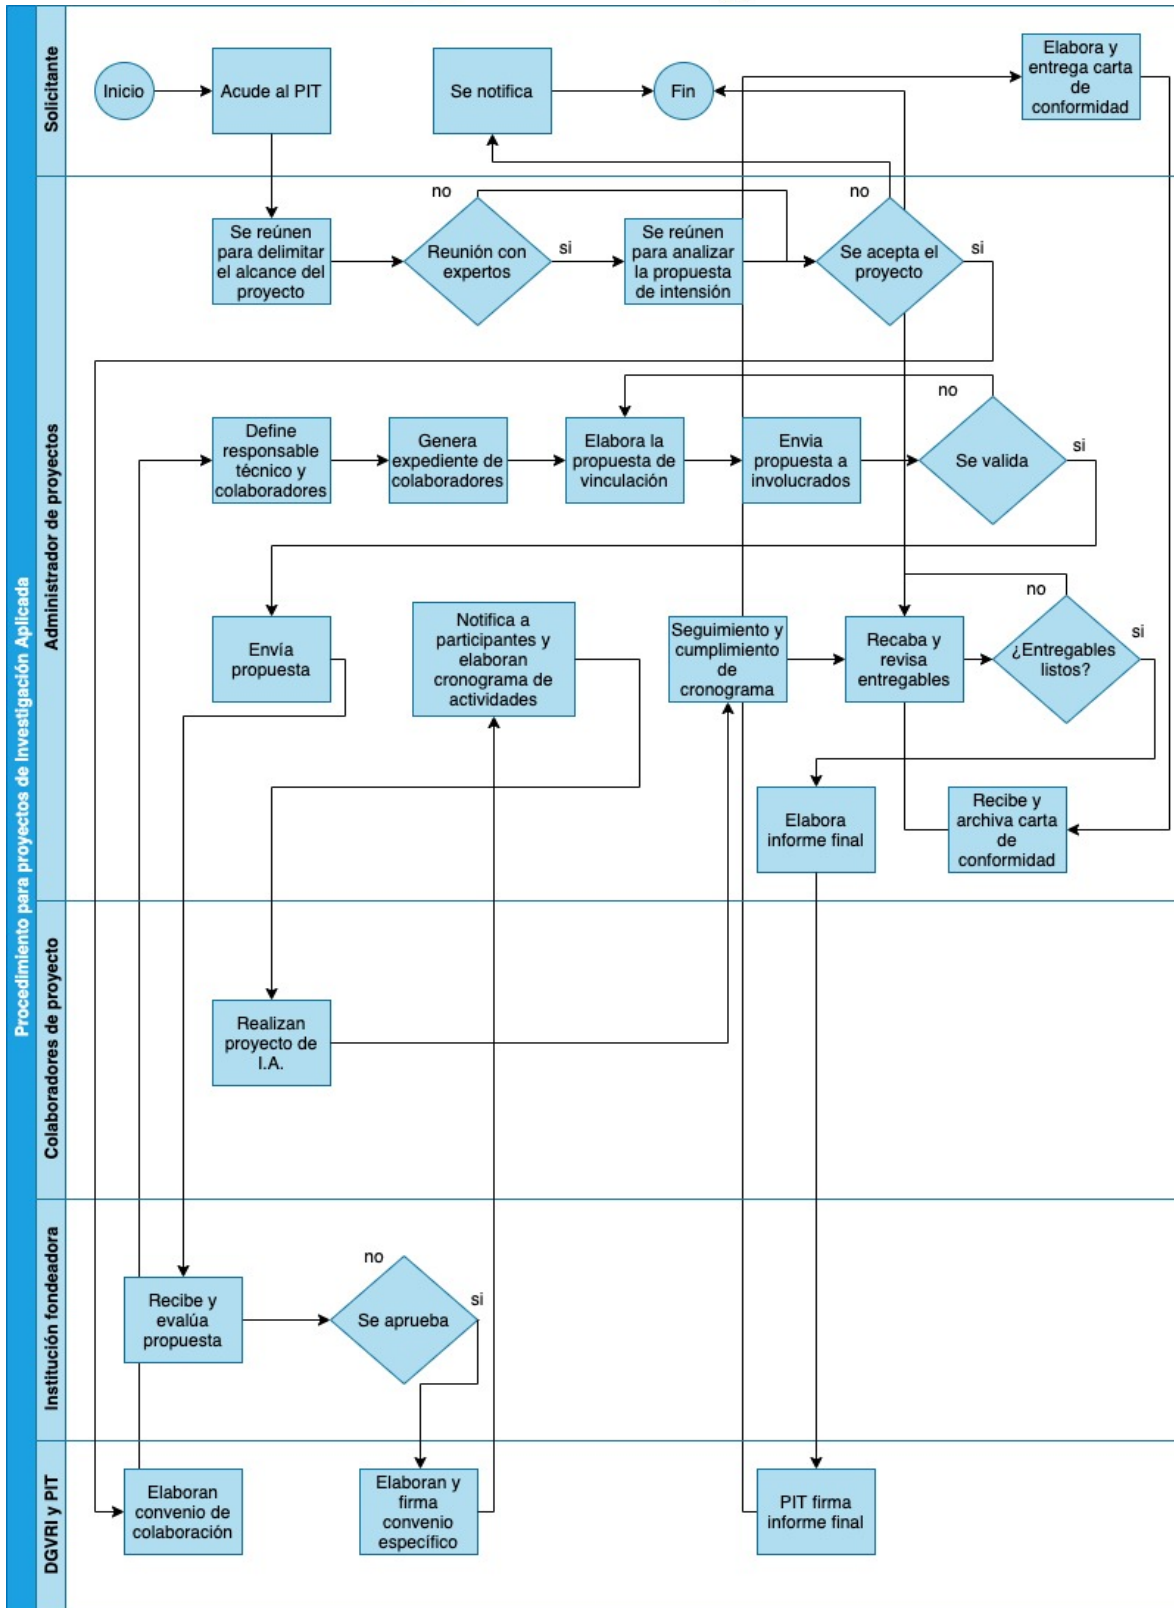 Procedimiento para proyectos de Investigación Aplicada
Solicitante
Inicio
Acude al PIT
Se notifica
Fin
Elabora y
entrega carta
de
conformidad
Administrador de proyectos
Se reúnen
para delimitar
el alcance del
proyecto
no
Reunión con
expertos
si
Se reúnen
para analizar
la propuesta
de intensión
no
Se acepta el
proyecto
si
Define
responsable
técnico y
colaboradores
Genera
expediente de
colaboradores
Elabora la
propuesta de
vinculación
Envia
propuesta a
involucrados
no
Se valida
si
Envía
propuesta
Notifica a
participantes y
elaboran
cronograma de
actividades
Seguimiento y
cumplimiento
de
cronograma
Recaba y
revisa
entregables
no
¿Entregables
listos?
si
Elabora
informe final
Recibe y
archiva carta
de
conformidad
Colaboradores de proyecto
Realizan
proyecto de
I.A.
Institución fondeadora
Recibe y
evalúa
propuesta
no
Se aprueba
si
DGVRI y PIT
Elaboran
convenio de
colaboración
Elaboran y
firma
convenio
específico
PIT firma
informe final